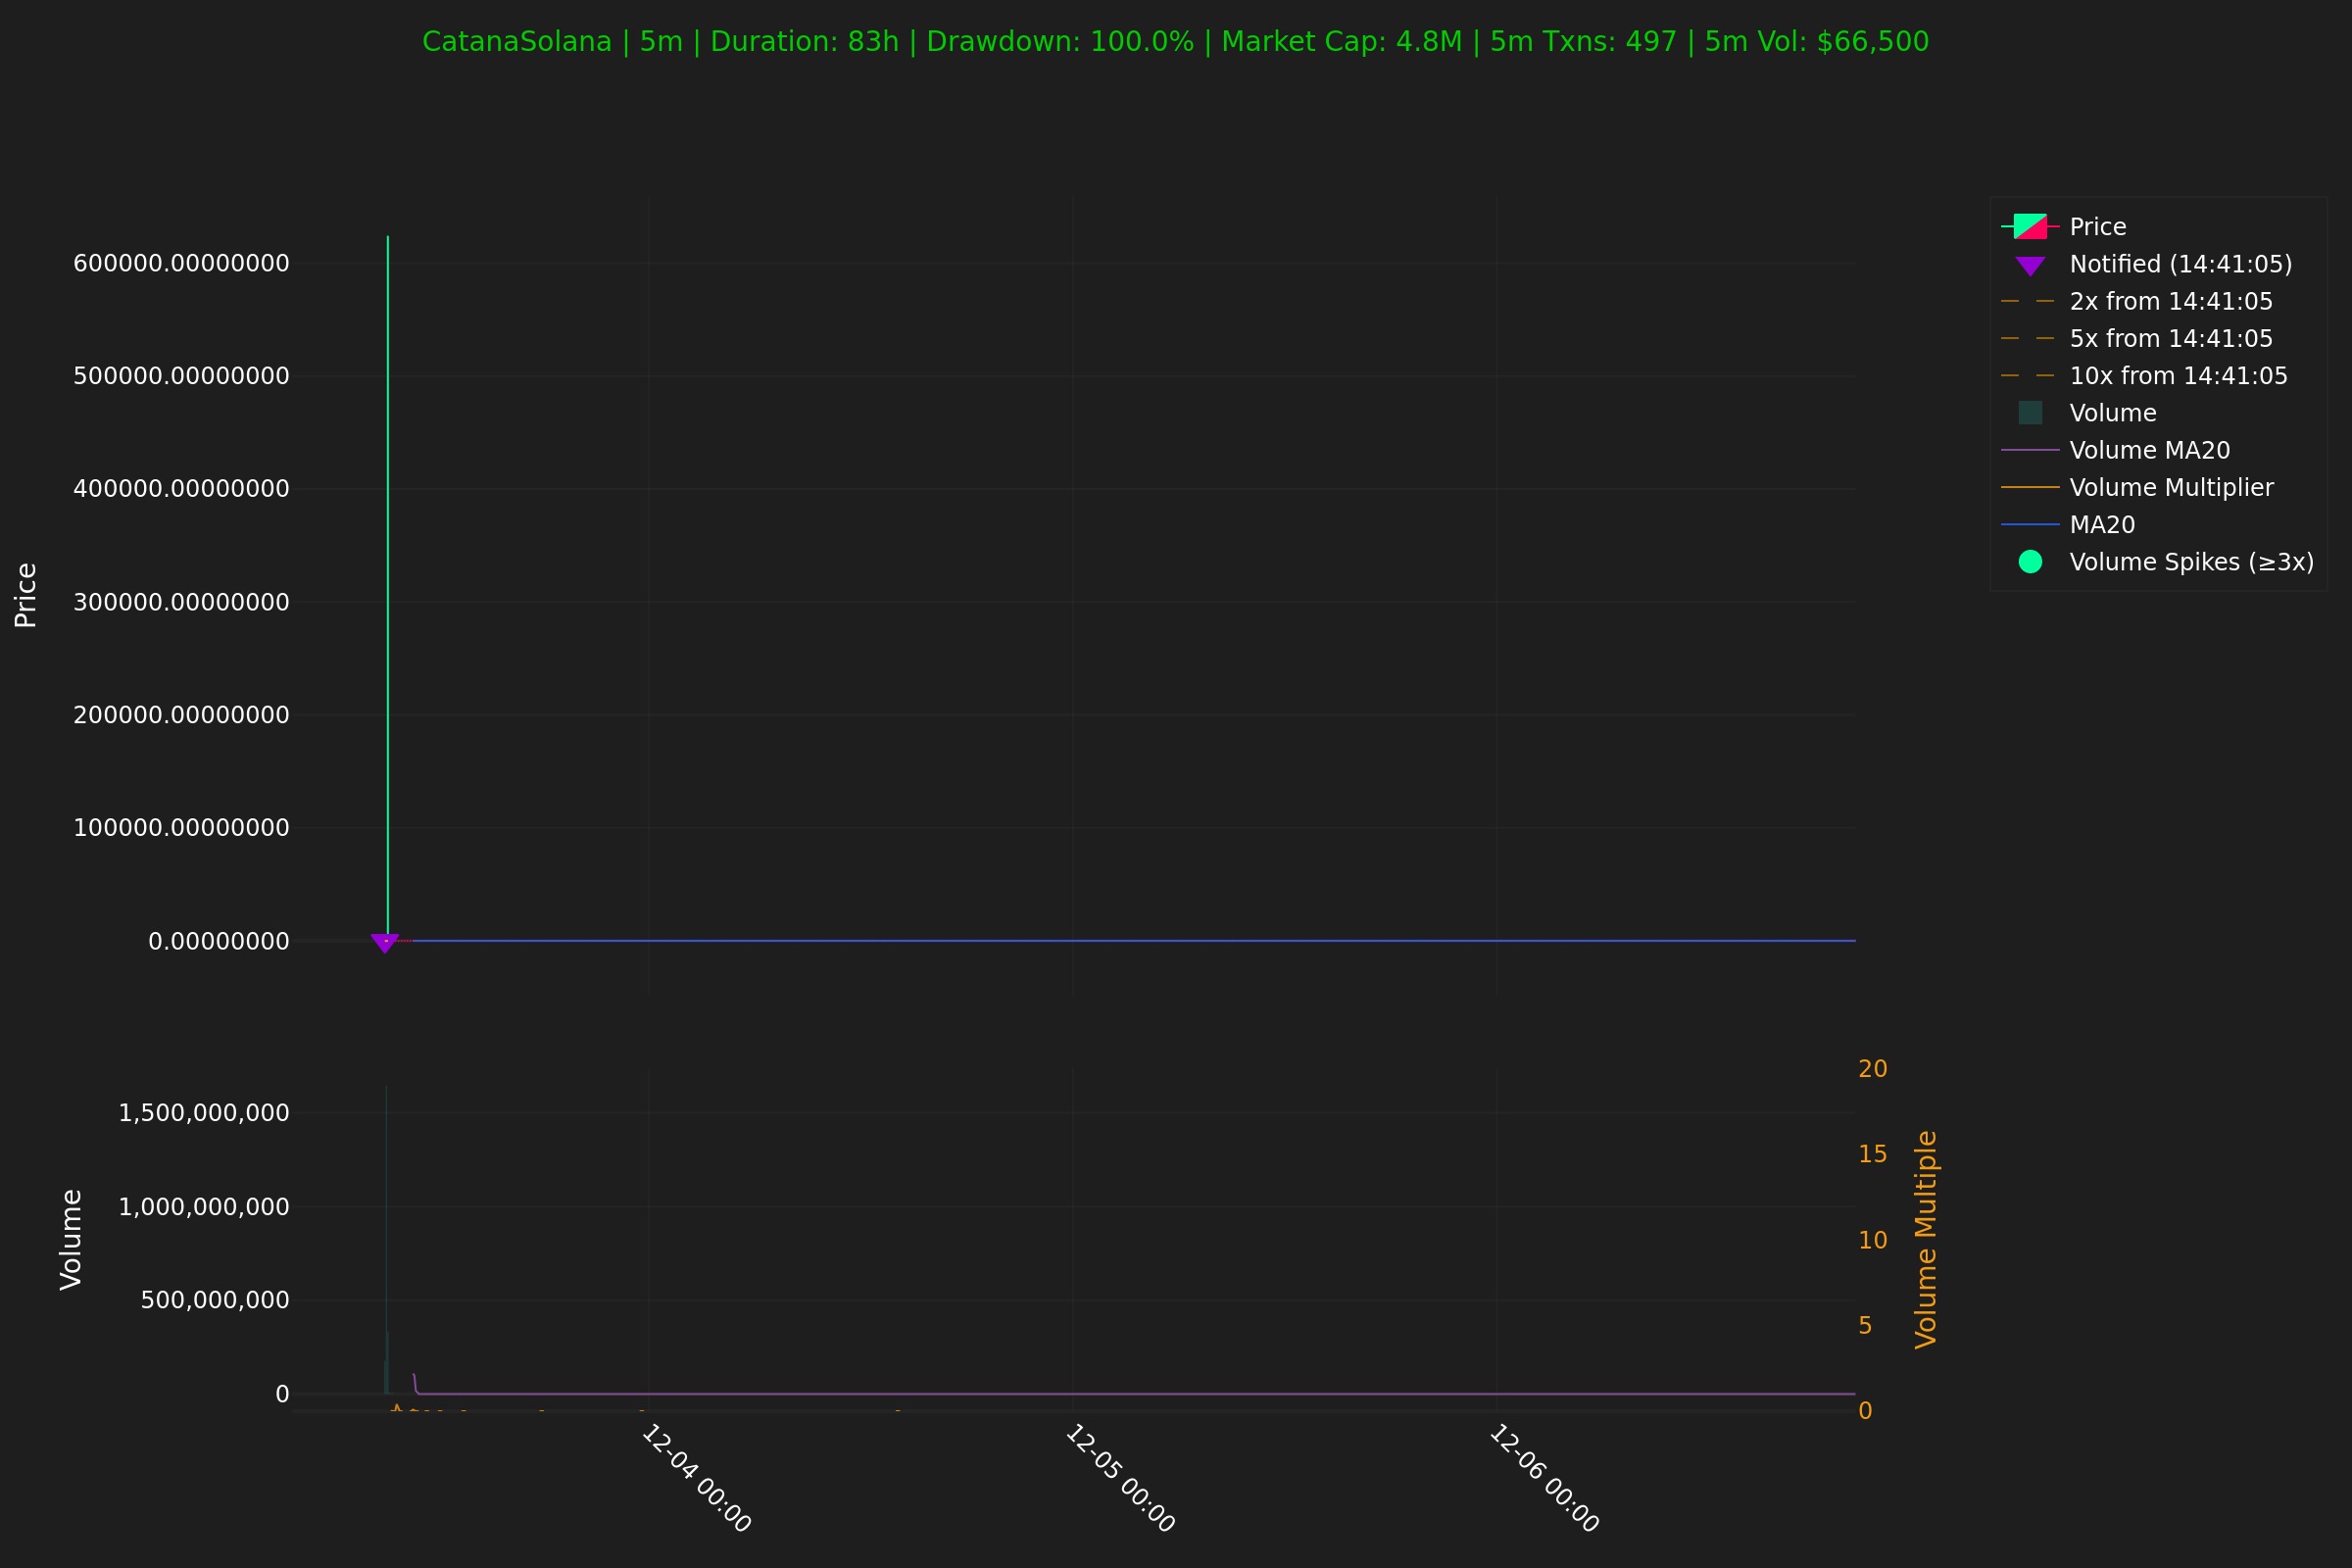 CatanaSolana | 5m | Duration: 83h | Drawdown: 100.0% | Market Cap: 4.8M | 5m Txns: 497 | 5m Vol: $66,500
Price
600000.00000000
500000.00000000
400000.00000000
300000.00000000
200000.00000000
100000.00000000
0.00000000
Price
Notified (14:41:05)
2x from 14:41:05
5x from 14:41:05
10x from 14:41:05
Volume
Volume MA20
Volume Multiplier
MA20
Volume Spikes (≥3x)
Volume
1,500,000,000
1,000,000,000
500,000,000
0
20
15
10
5
0
Volume Multiple
12-04 00:00
12-05 00:00
12-06 00:00